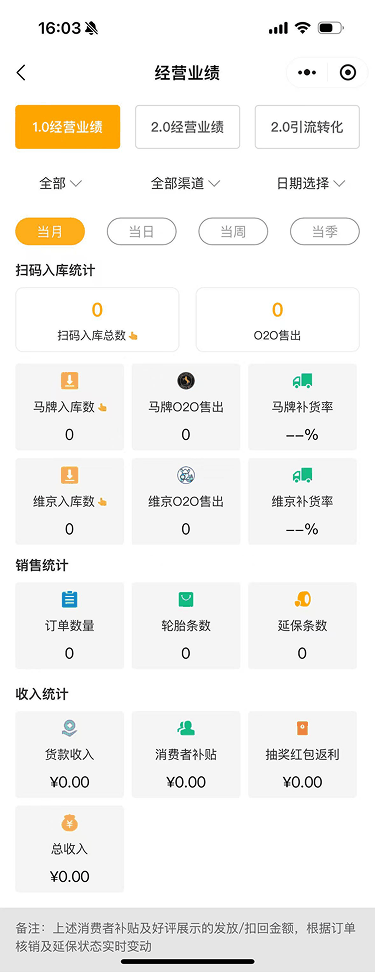 16:03
经营业绩
1.0经营业绩 2.0经营业绩 2.0引流转化
全部 全部渠道 日期选择
当月 当日 当周 当季
扫码入库统计
0 0
扫码入库总数 O2O售出
马牌入库数 马牌O2O售出 马牌补货率
0 0 --%
维京入库数 维京O2O售出 维京补货率
0 0 --%
销售统计
订单数量 轮胎条数 延保条数
0 0 0
收入统计
货款收入 消费者补贴 抽奖红包返利
¥0.00 ¥0.00 ¥0.00
总收入
¥0.00
备注：上述消费者补贴及好评展示的发放/扣回金额，根据订单
核销及延保状态实时变动